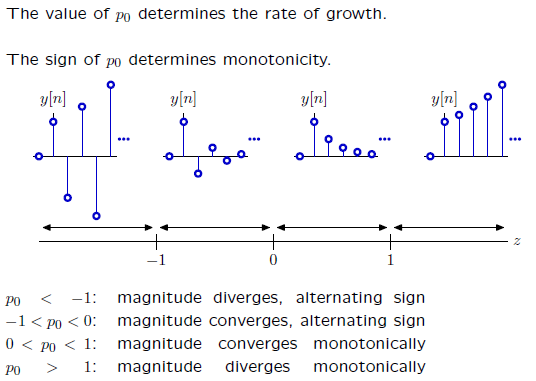 The value of p₀ determines the rate of growth.
The sign of p₀ determines monotonicity.
y[n] y[n] y[n] y[n]
... ... ... ...
z
−1 0 1
p₀ < −1: magnitude diverges, alternating sign
−1 < p₀ < 0: magnitude converges, alternating sign
0 < p₀ < 1: magnitude converges monotonically
p₀ > 1: magnitude diverges monotonically